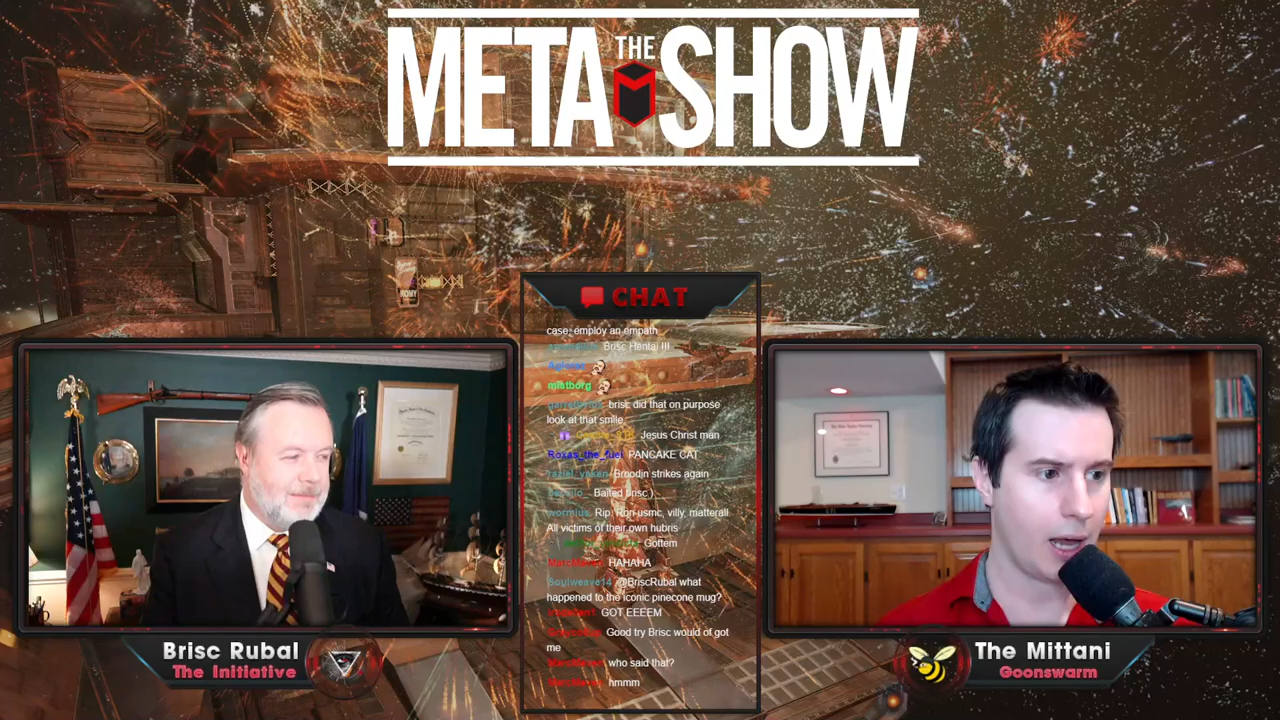 THE
META SHOW
CHAT
case; employ an empath
Brisc Hentai !!!
mistborg
brisc did that on purpose
look at that smile
Jesus Christ man
Roxas_the_fuel PANCAKE CAT
Broodin strikes again
Baited brisc )
Rip: Ron usmc, villy, matterall
All victims of their own hubris
Gottem
HAHAHA
Soulweave14 @BriscRubal what
happened to the iconic pinecone mug?
GOT EEEEM
Good try Brisc would of got
me
who said that?
hmmm
Brisc Rubal
The Initiative
The Mittani
Goonswarm